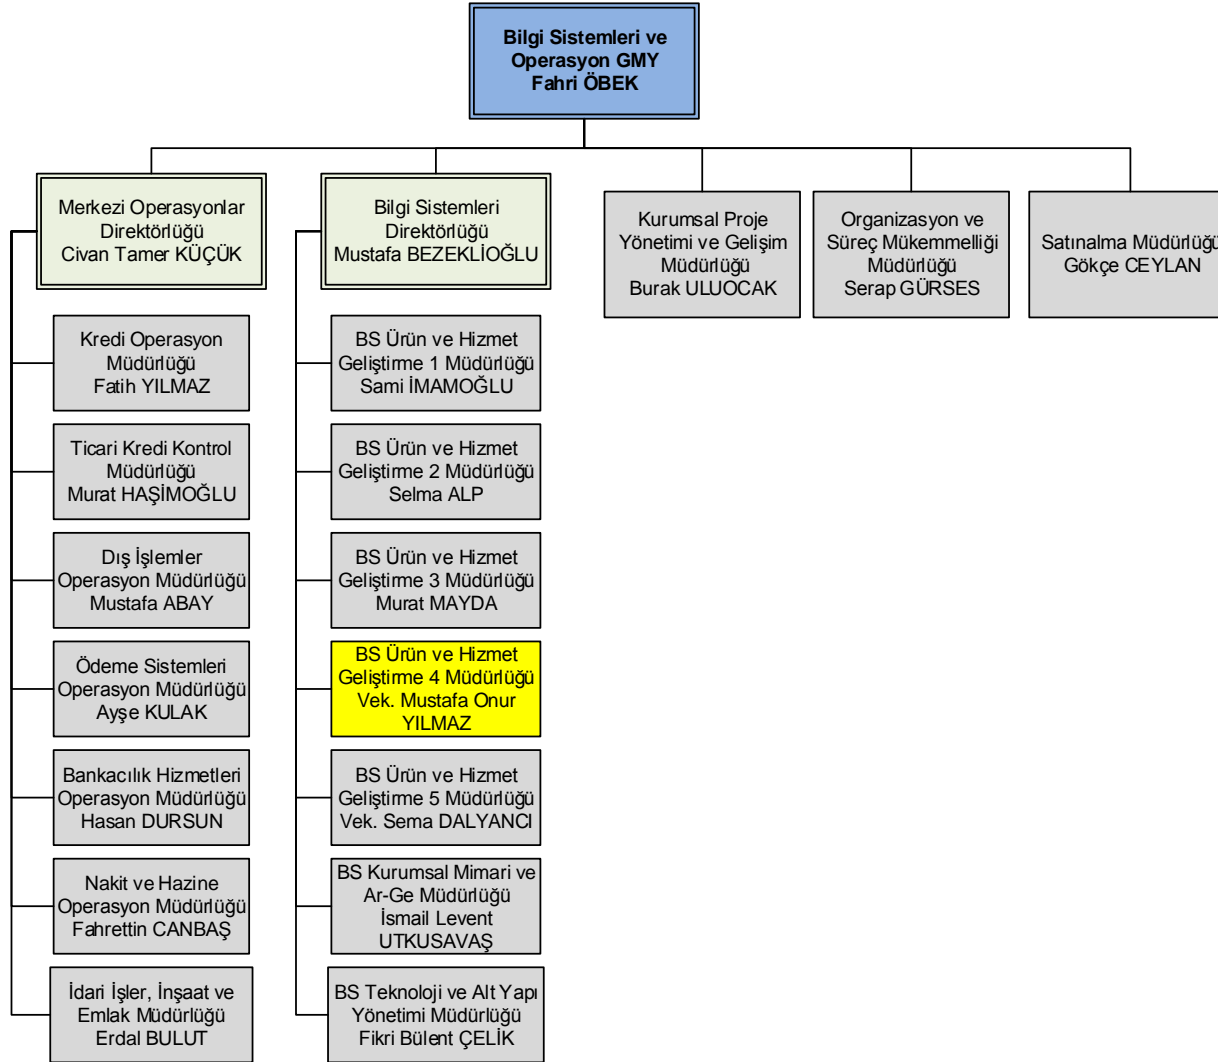 Bilgi Sistemleri ve
Operasyon GMY
Fahri ÖBEK
Merkezi Operasyonlar
Direktörlüğü
Civan Tamer KÜÇÜK
Bilgi Sistemleri
Direktörlüğü
Mustafa BEZEKLİOĞLU
Kurumsal Proje
Yönetimi ve Gelişim
Müdürlüğü
Burak ULUOCAK
Organizasyon ve
Süreç Mükemmelliği
Müdürlüğü
Serap GÜRSES
Satınalma Müdürlüğü
Gökçe CEYLAN
Kredi Operasyon
Müdürlüğü
Fatih YILMAZ
Ticari Kredi Kontrol
Müdürlüğü
Murat HAŞİMOĞLU
Dış İşlemler
Operasyon Müdürlüğü
Mustafa ABAY
Ödeme Sistemleri
Operasyon Müdürlüğü
Ayşe KULAK
Bankacılık Hizmetleri
Operasyon Müdürlüğü
Hasan DURSUN
Nakit ve Hazine
Operasyon Müdürlüğü
Fahrettin CANBAŞ
İdari İşler, İnşaat ve
Emlak Müdürlüğü
Erdal BULUT
BS Ürün ve Hizmet
Geliştirme 1 Müdürlüğü
Sami İMAMOĞLU
BS Ürün ve Hizmet
Geliştirme 2 Müdürlüğü
Selma ALP
BS Ürün ve Hizmet
Geliştirme 3 Müdürlüğü
Murat MAYDA
BS Ürün ve Hizmet
Geliştirme 4 Müdürlüğü
Vek. Mustafa Onur
YILMAZ
BS Ürün ve Hizmet
Geliştirme 5 Müdürlüğü
Vek. Sema DALYANCI
BS Kurumsal Mimari ve
Ar-Ge Müdürlüğü
İsmail Levent
UTKUSAVAŞ
BS Teknoloji ve Alt Yapı
Yönetimi Müdürlüğü
Fikri Bülent ÇELİK